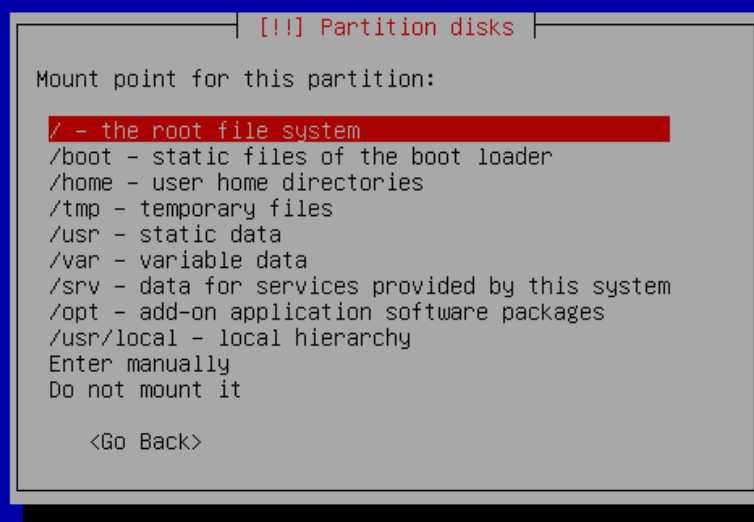 [!!] Partition disks
Mount point for this partition:
/ – the root file system
/boot – static files of the boot loader
/home – user home directories
/tmp – temporary files
/usr – static data
/var – variable data
/srv – data for services provided by this system
/opt – add-on application software packages
/usr/local – local hierarchy
Enter manually
Do not mount it
<Go Back>